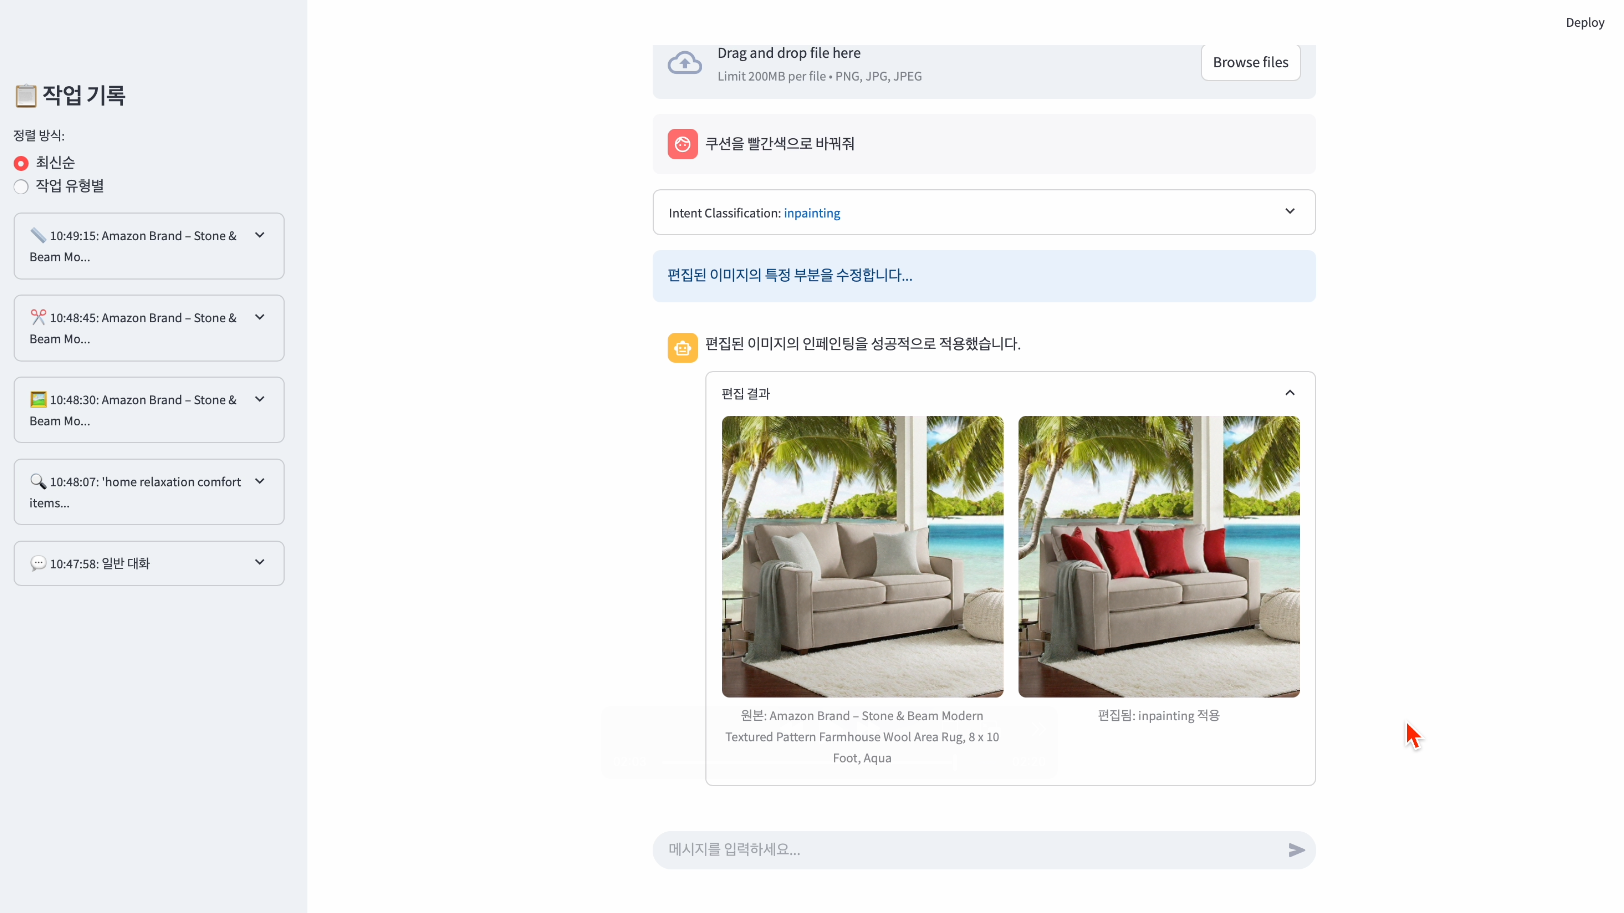 Deploy
📋 작업 기록
정렬 방식:
최신순
작업 유형별
📏 10:49:15: Amazon Brand – Stone &
Beam Mo...
✂️ 10:48:45: Amazon Brand – Stone &
Beam Mo...
🖼️ 10:48:30: Amazon Brand – Stone &
Beam Mo...
🔍 10:48:07: 'home relaxation comfort
items...
💬 10:47:58: 일반 대화
Drag and drop file here
Limit 200MB per file • PNG, JPG, JPEG
Browse files
쿠션을 빨간색으로 바꿔줘
Intent Classification: inpainting
편집된 이미지의 특정 부분을 수정합니다...
편집된 이미지의 인페인팅을 성공적으로 적용했습니다.
편집 결과
원본: Amazon Brand – Stone & Beam Modern
Textured Pattern Farmhouse Wool Area Rug, 8 x 10
Foot, Aqua
편집됨: inpainting 적용
메시지를 입력하세요...